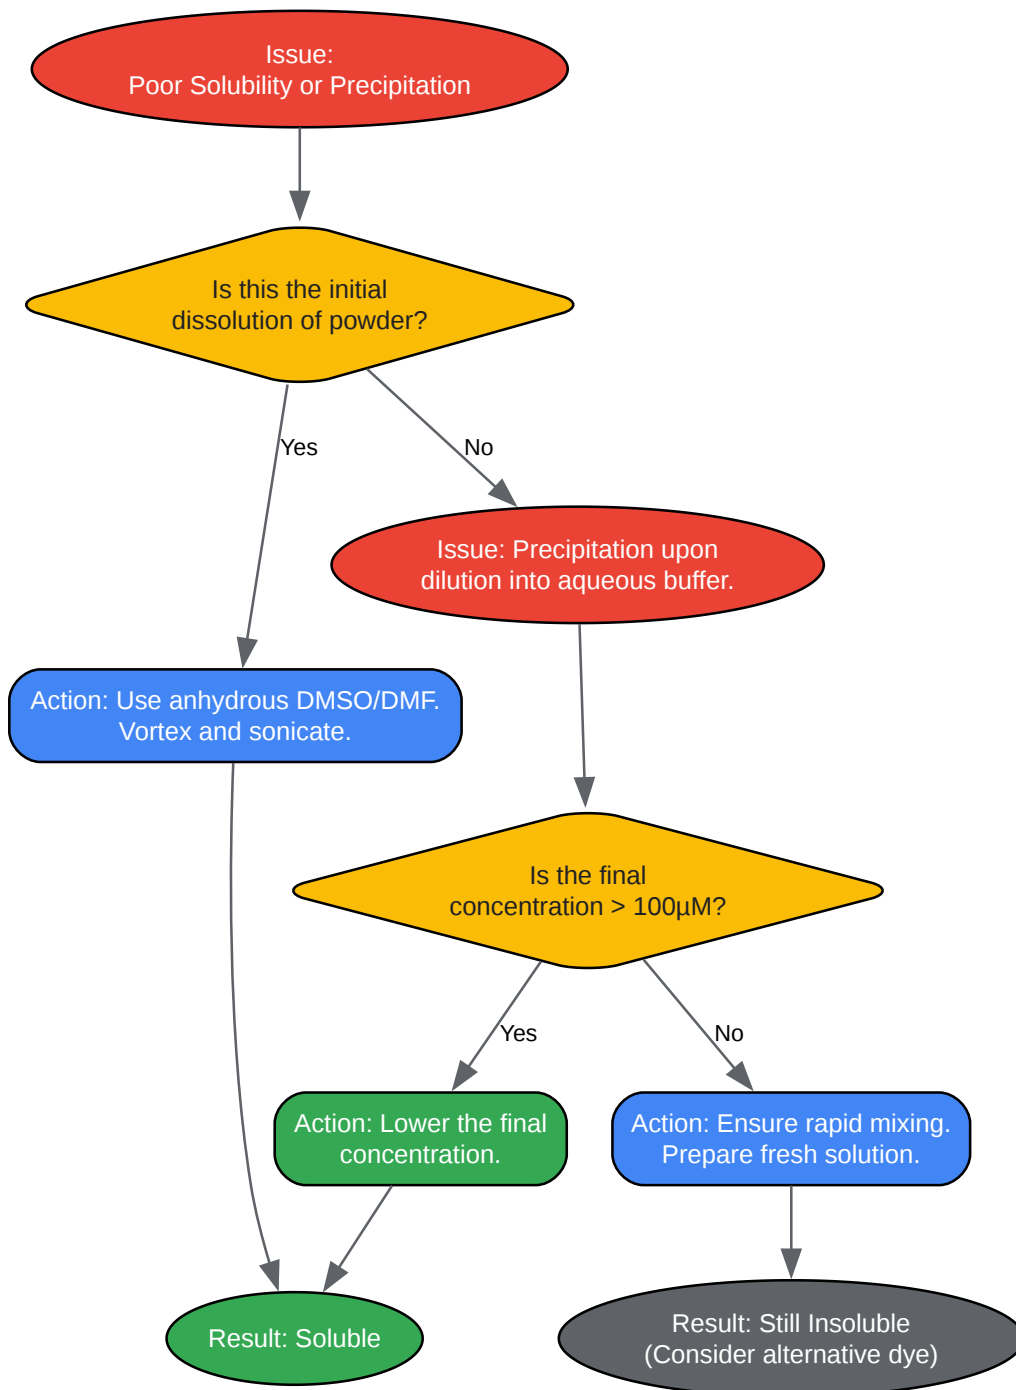 Issue:
Poor Solubility or Precipitation
Is this the initial
dissolution of powder?
Yes
No
Issue: Precipitation upon
dilution into aqueous buffer.
Action: Use anhydrous DMSO/DMF.
Vortex and sonicate.
Is the final
concentration > 100µM?
Yes
No
Action: Lower the final
concentration.
Action: Ensure rapid mixing.
Prepare fresh solution.
Result: Soluble
Result: Still Insoluble
(Consider alternative dye)